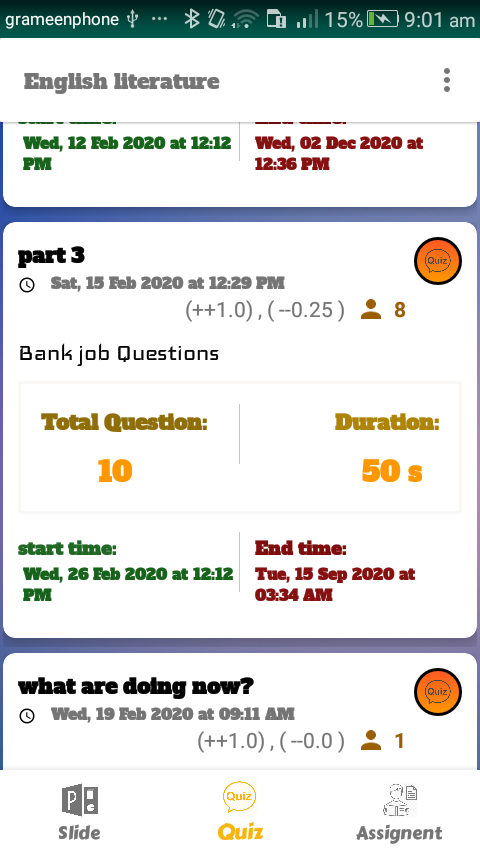 grameenphone 15% 9:01 am
English literature
Wed, 12 Feb 2020 at 12:12 PM
Wed, 02 Dec 2020 at 12:36 PM
part 3
Quiz
Sat, 15 Feb 2020 at 12:29 PM
(++1.0) , ( --0.25 ) 8
Bank job Questions
Total Question: Duration:
10 50 s
start time: End time:
Wed, 26 Feb 2020 at 12:12 PM
Tue, 15 Sep 2020 at 03:34 AM
what are doing now?
Quiz
Wed, 19 Feb 2020 at 09:11 AM
(++1.0) , ( --0.0 ) 1
Quiz
Slide Quiz Assignent